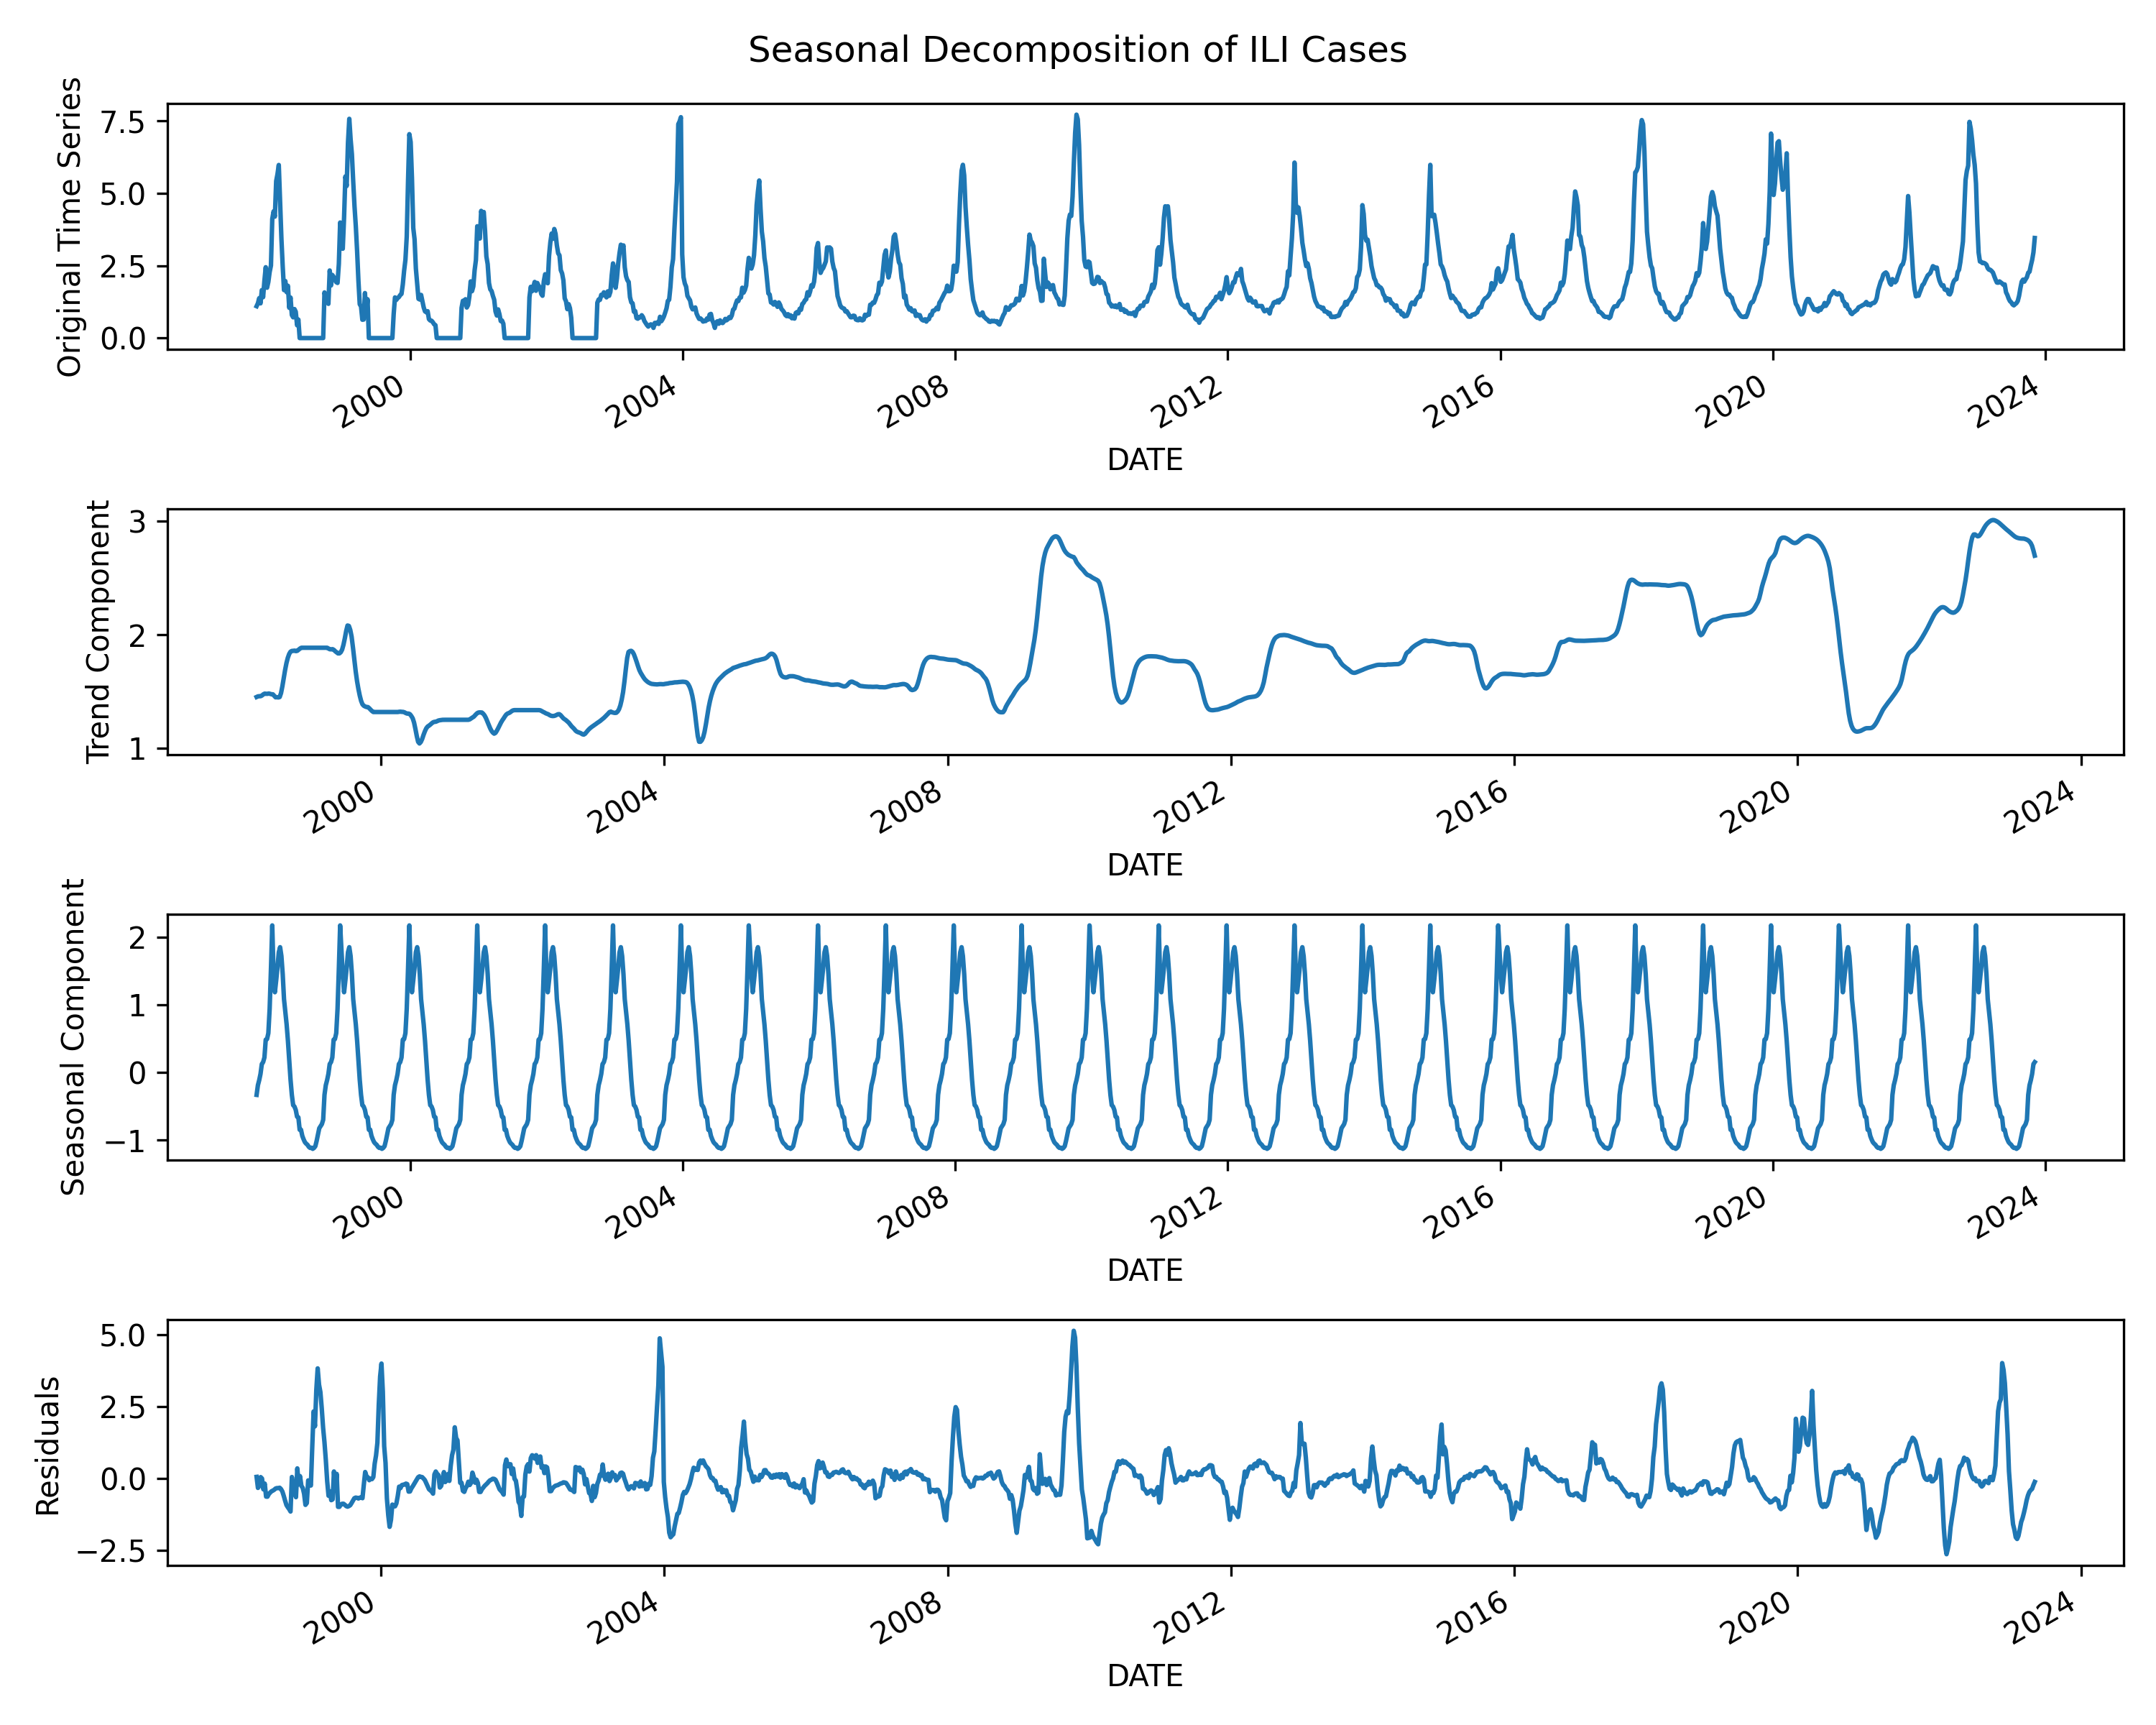 Seasonal Decomposition of ILI Cases
Original Time Series
7.5
5.0
2.5
0.0
2000 2004 2008 2012 2016 2020 2024
DATE
Trend Component
3
2
1
2000 2004 2008 2012 2016 2020 2024
DATE
Seasonal Component
2
1
0
−1
2000 2004 2008 2012 2016 2020 2024
DATE
Residuals
5.0
2.5
0.0
−2.5
2000 2004 2008 2012 2016 2020 2024
DATE